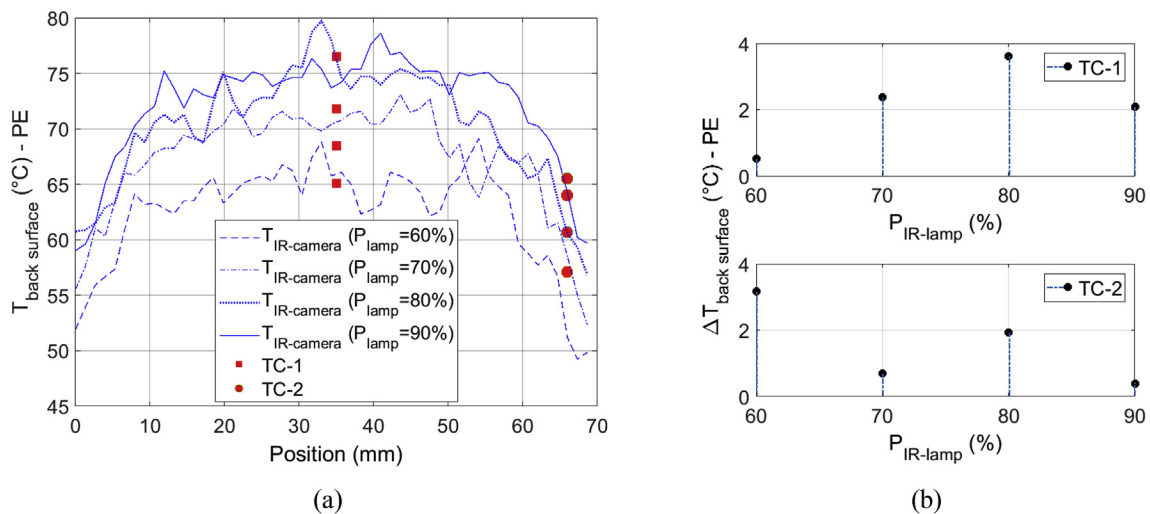 80
75
70
65
60
55
50
45
0
10
20
30
40
50
60
70
T_back surface (°C) - PE
Position (mm)
T_IR-camera (P_lamp=60%)
T_IR-camera (P_lamp=70%)
T_IR-camera (P_lamp=80%)
T_IR-camera (P_lamp=90%)
TC-1
TC-2
(a)
ΔT_back surface (°C) - PE
4
2
0
60
70
80
90
TC-1
P_IR-lamp (%)
4
2
0
60
70
80
90
TC-2
P_IR-lamp (%)
(b)